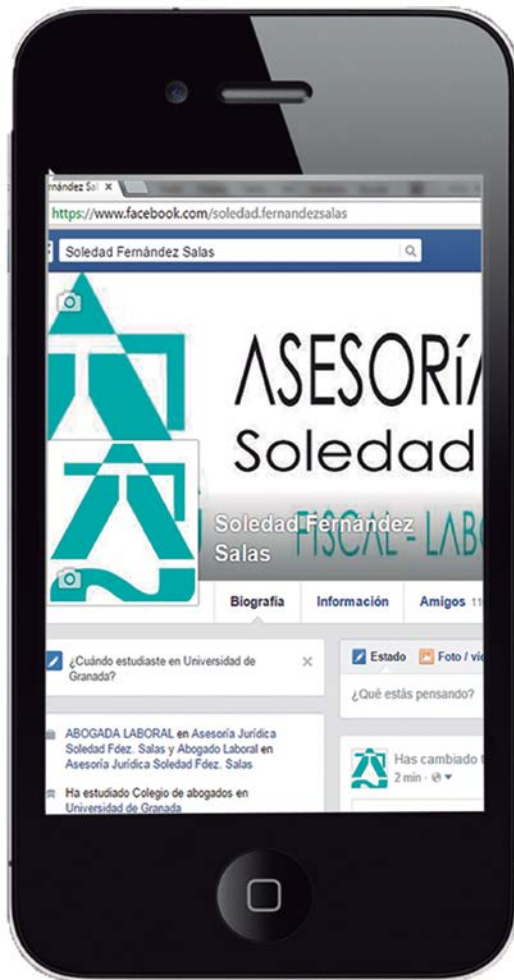 rnández Sal
https://www.facebook.com/soledad.fernandezsalas
Soledad Fernández Salas
ASESORÍA
Soledad
FISCAL - LAB
Soledad Fernández
Salas
Biografía
Información
Amigos 11
¿Cuándo estudiaste en Universidad de
Granada?
ABOGADA LABORAL en Asesoría Jurídica
Soledad Fdez. Salas y Abogado Laboral en
Asesoría Jurídica Soledad Fdez. Salas
Ha estudiado Colegio de abogados en
Universidad de Granada
Estado
Foto / víd
¿Qué estás pensando?
Has cambiado t
2 min ·